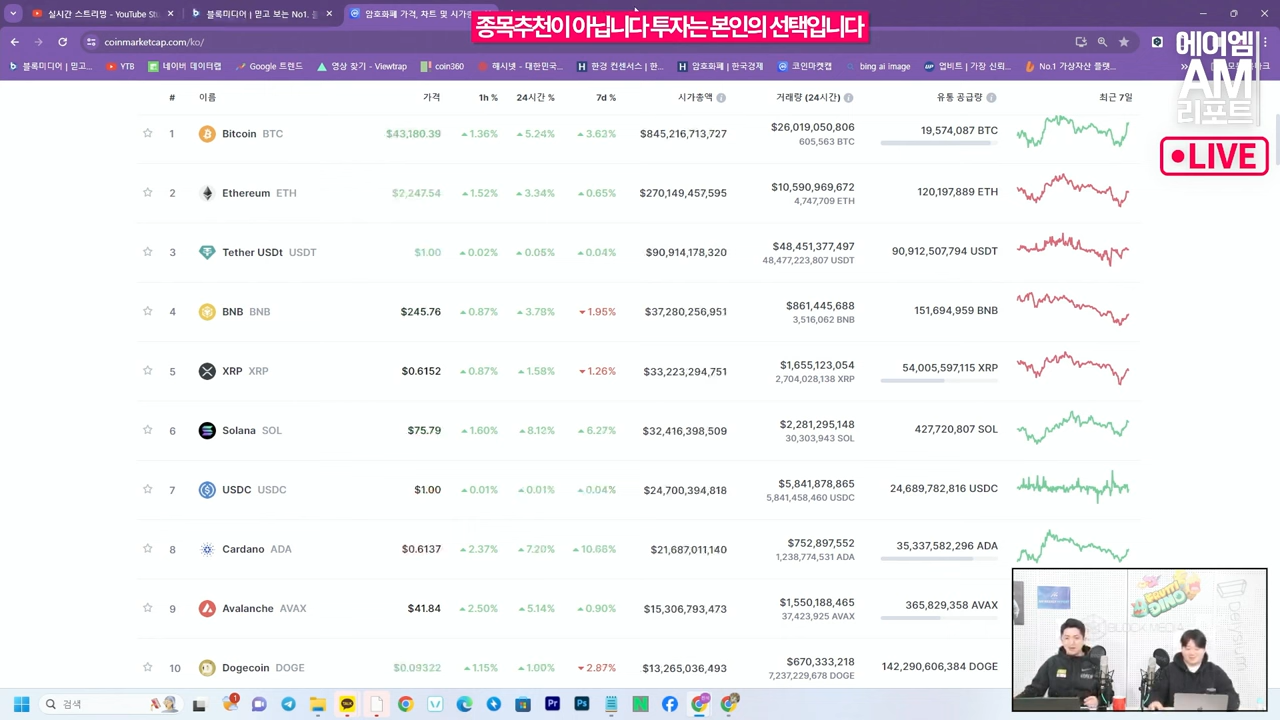 실시간 스트리밍 - YouTube St
블록미디어 | 믿고 보는 No1.
암호화폐 가격, 차트 및 시가
종목추천이 아닙니다 투자는 본인의 선택입니다
coinmarketcap.com/ko/
에이엠
AM
리포트
LIVE
블록미디어 | 믿고...
YTB
네이버 데이터랩
Google 트렌드
영상 찾기 - Viewtrap
coin360
해시넷 - 대한민국...
한경 컨센서스 | 한...
암호화폐 | 한국경제
코인마켓캡
bing ai image
업비트 | 가장 신뢰...
No.1 가상자산 플랫...
# 이름 가격 1h % 24시간 % 7d % 시가총액 거래량 (24시간) 유통 공급량 최근 7일
1 Bitcoin BTC $43,180.39 1.36% 5.24% 3.63% $845,216,713,727 $26,019,050,806 19,574,087 BTC
605,563 BTC
2 Ethereum ETH $2,247.54 1.52% 3.34% 0.65% $270,149,457,595 $10,590,969,672 120,197,889 ETH
4,747,709 ETH
3 Tether USDt USDT $1.00 0.02% 0.05% 0.04% $90,914,178,320 $48,451,377,497 90,912,507,794 USDT
48,477,223,807 USDT
4 BNB BNB $245.76 0.87% 3.78% 1.95% $37,280,256,951 $861,445,688 151,694,959 BNB
3,516,062 BNB
5 XRP XRP $0.6152 0.87% 1.58% 1.26% $33,223,294,751 $1,655,123,054 54,005,597,115 XRP
2,704,028,138 XRP
6 Solana SOL $75.79 1.60% 8.12% 6.27% $32,416,398,509 $2,281,295,148 427,720,807 SOL
30,303,943 SOL
7 USDC USDC $1.00 0.01% 0.01% 0.04% $24,700,394,818 $5,841,878,865 24,689,782,816 USDC
5,841,458,460 USDC
8 Cardano ADA $0.6137 2.37% 7.20% 10.68% $21,687,011,140 $752,897,552 35,337,582,296 ADA
1,238,774,531 ADA
9 Avalanche AVAX $41.84 2.50% 5.14% 0.90% $15,306,793,473 $1,550,188,465 365,829,358 AVAX
37,423,925 AVAX
10 Dogecoin DOGE $0.09322 1.15% 1.00% 2.87% $13,265,036,493 $670,333,218 142,290,606,384 DOGE
7,237,229,678 DOGE
FRUTTI
DINO
검색